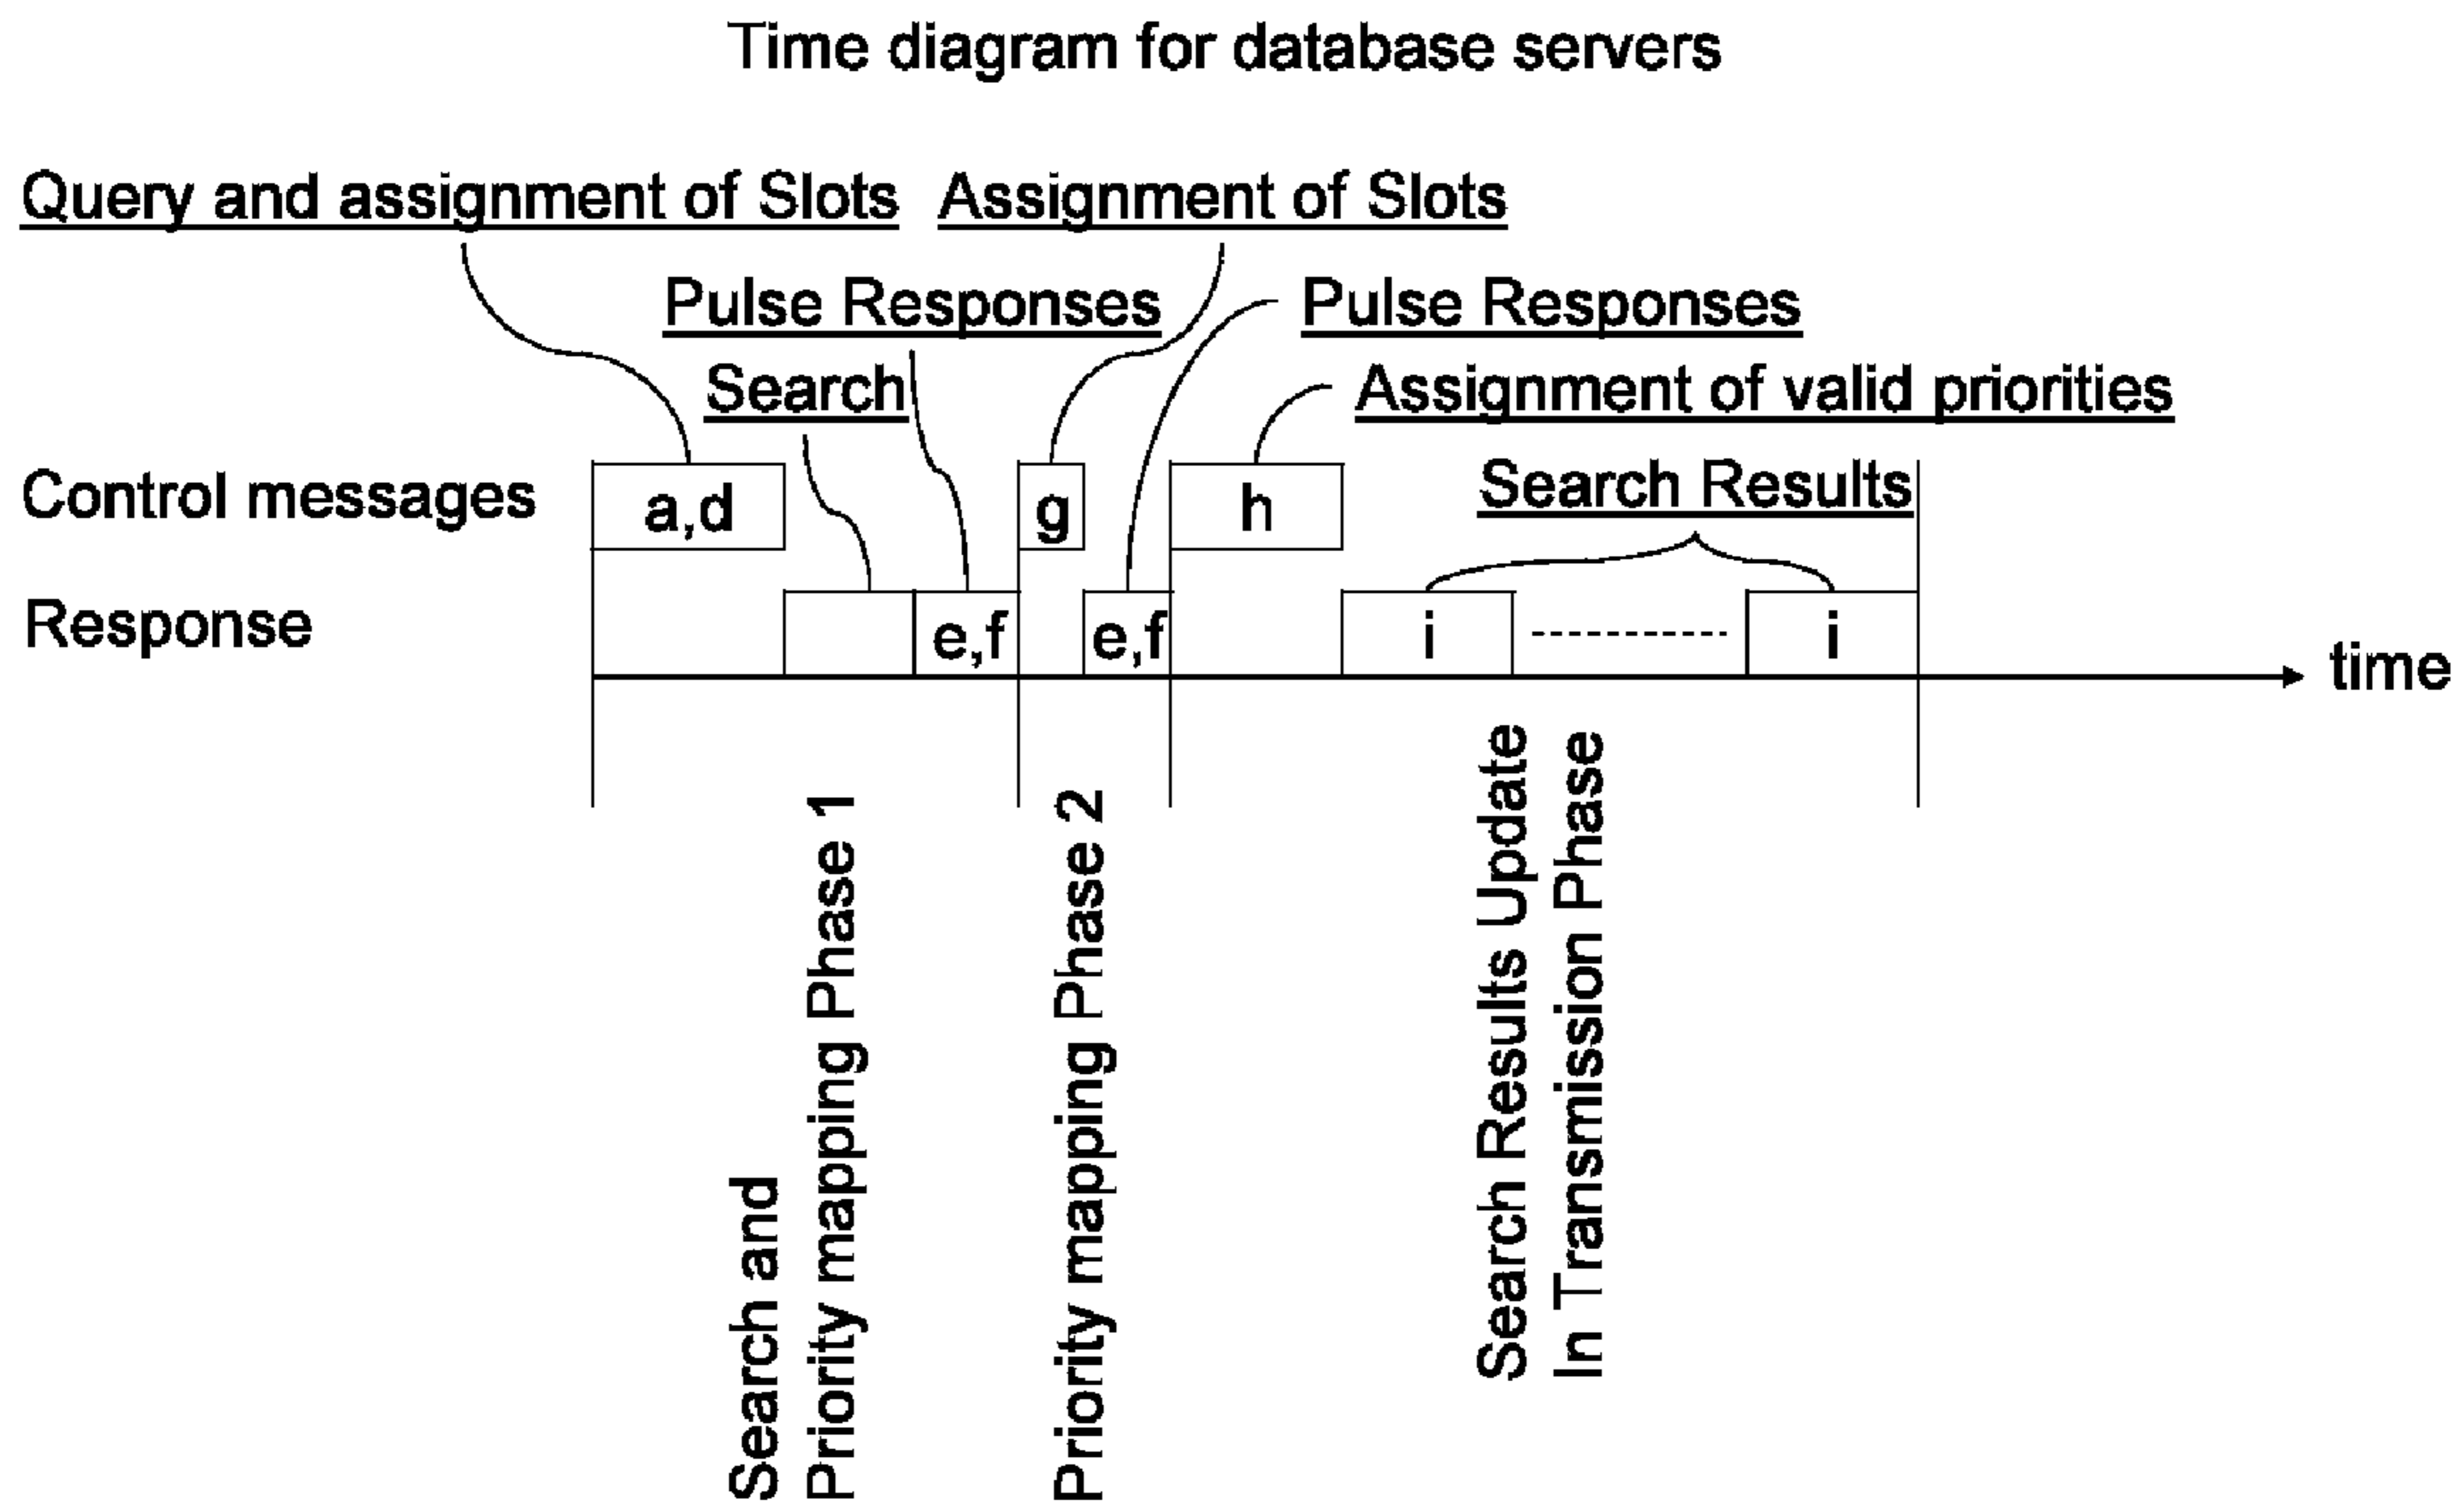 Time diagram for database servers
Query and assignment of Slots
Assignment of Slots
Pulse Responses
Pulse Responses
Search
Assignment of valid priorities
Control messages
a,d
g
h
Search Results
Response
e,f
e,f
i
i
time
Search and
Priority mapping Phase 1
Priority mapping Phase 2
Search Results Update
In Transmission Phase